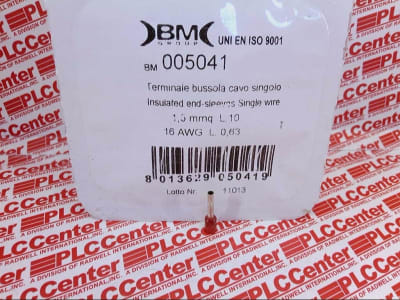 BM
GROUP
UNI EN ISO 9001
BM 005041
Terminale bussola cavo singolo
Insulated end-sleeves Single wire
1,5 mmq L.10
16 AWG L. 0,63
8 013629 050419
Lotto Nr. 11013
PLCCenter
A DIVISION OF RADWELL INTERNATIONAL, INC.